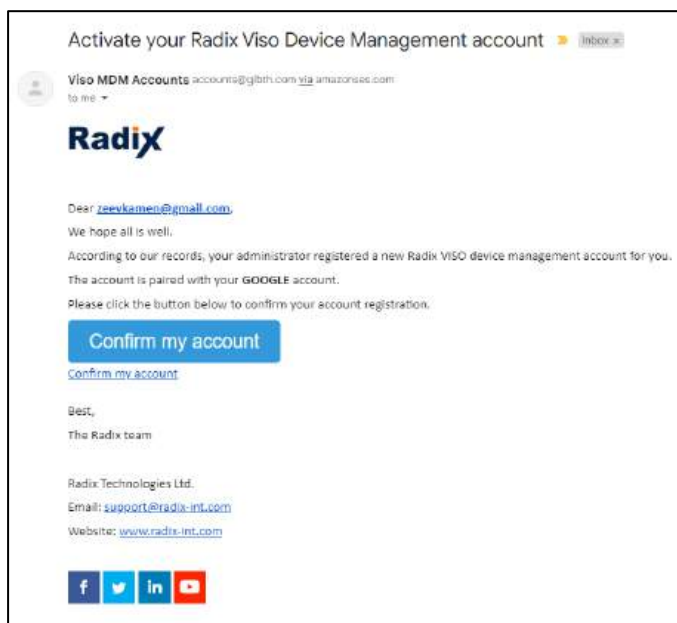 Activate your Radix Viso Device Management account Inbox x
Viso MDM Accounts accounts@glbth.com via amazonses.com
to me
Radix
Dear zeevkamen@gmail.com,
We hope all is well.
According to our records, your administrator registered a new Radix VISO device management account for you.
The account is paired with your GOOGLE account.
Please click the button below to confirm your account registration.
Confirm my account
Confirm my account
Best,
The Radix team
Radix Technologies Ltd.
Email: support@radix-int.com
Website: www.radix-int.com
f in